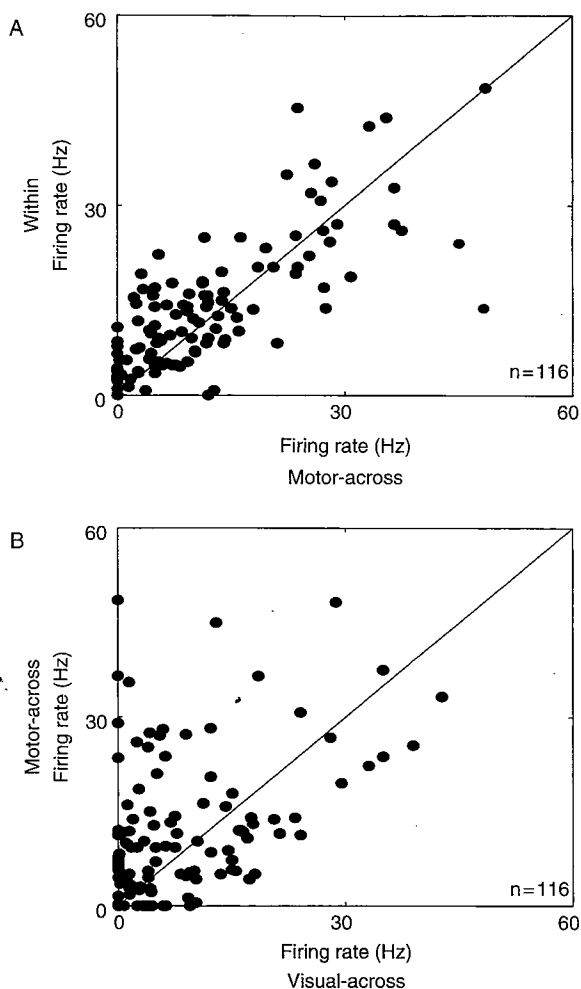 A
60
30
0
Within
Firing rate (Hz)
n=116
0
30
60
Firing rate (Hz)
Motor-across
B
60
30
0
Motor-across
Firing rate (Hz)
n=116
0
30
60
Firing rate (Hz)
Visual-across